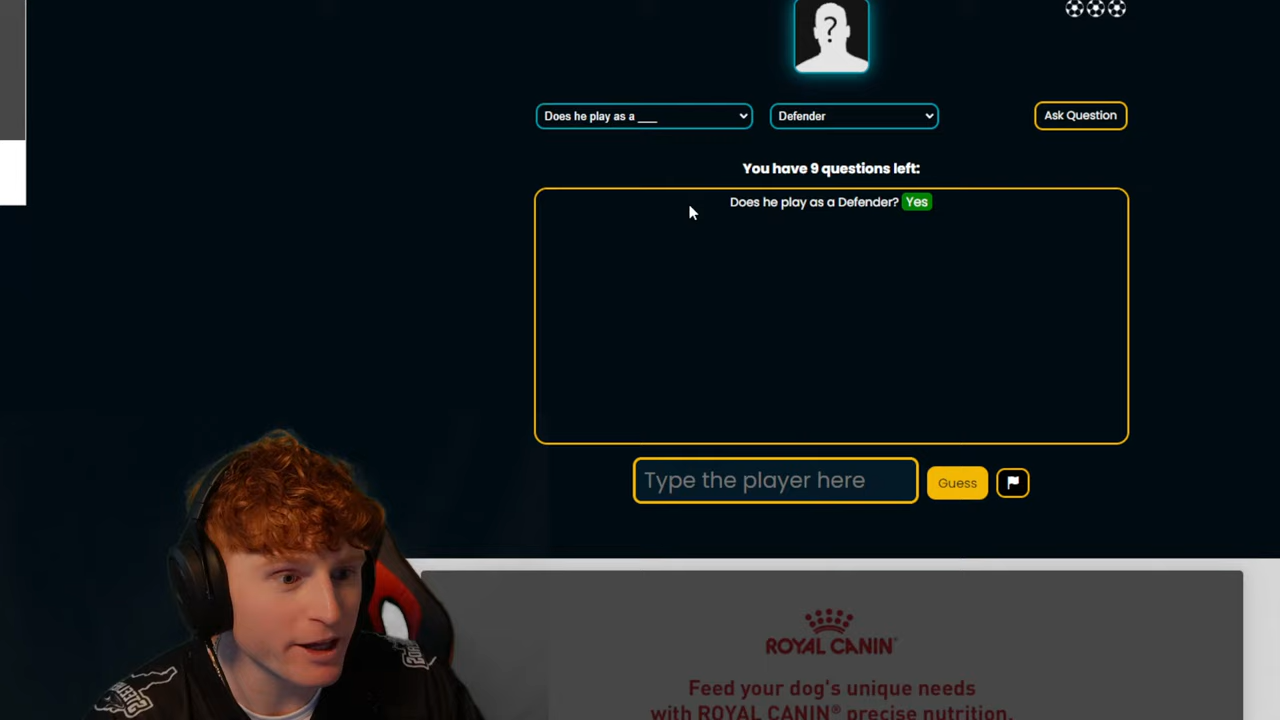 ?
Does he play as a ___
Defender
Ask Question
You have 9 questions left:
Does he play as a Defender? Yes
Type the player here
Guess
ROYAL CANIN®
Feed your dog's unique needs
with ROYAL CANIN® precise nutrition.